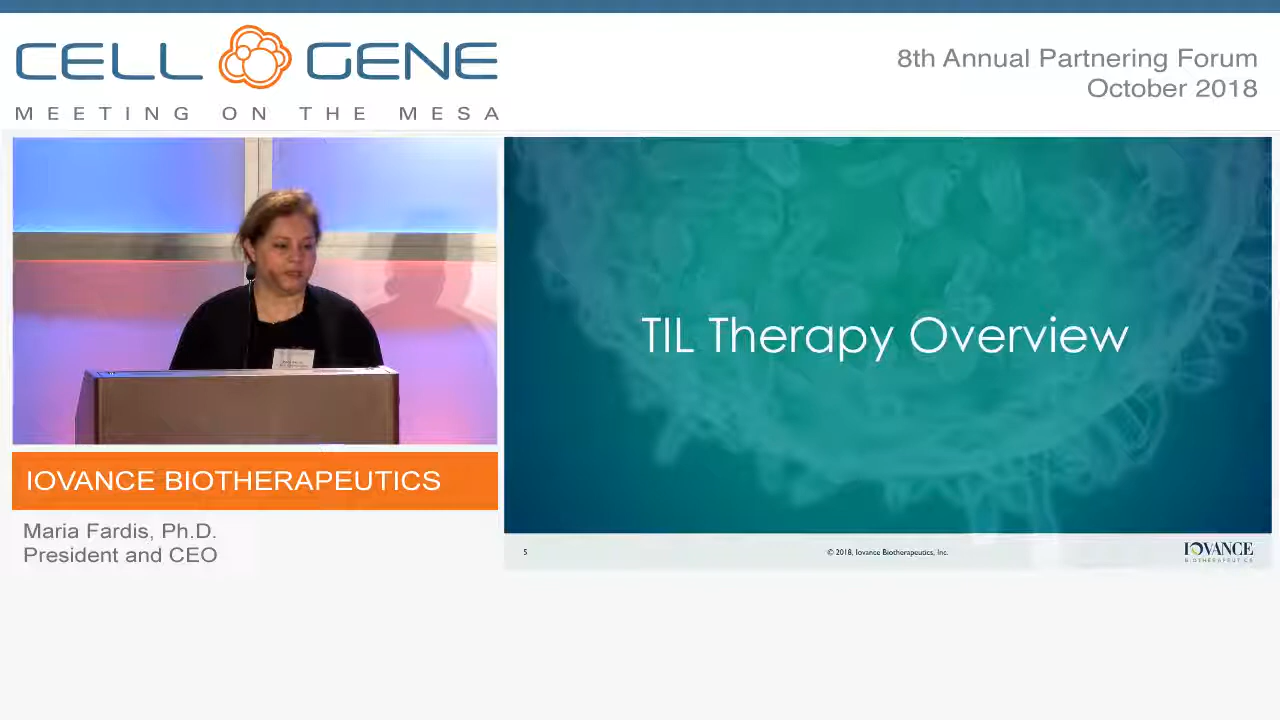 CELL GENE
MEETING ON THE MESA
8th Annual Partnering Forum
October 2018
TIL Therapy Overview
IOVANCE BIOTHERAPEUTICS
Maria Fardis, Ph.D.
President and CEO
5
© 2018, Iovance Biotherapeutics, Inc.
IOVANCE
BIOTHERAPEUTICS